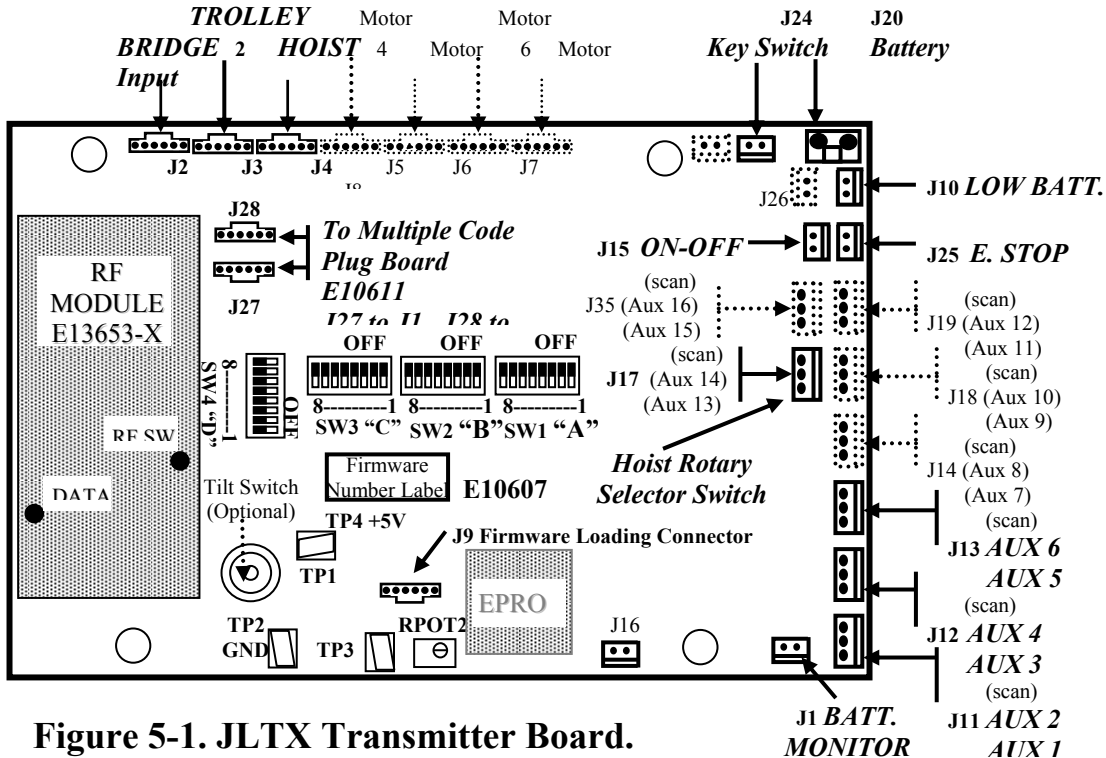 TROLLEY Motor Motor J24 J20
BRIDGE 2 HOIST 4 Motor 6 Motor Key Switch Battery
Input
J2 J3 J4 J5 J6 J7
J26
J10 LOW BATT.
J28
To Multiple Code
Plug Board
E10611
J27
J15 ON-OFF
J25 E. STOP
RF
MODULE
E13653-X
(scan)
J35 (Aux 16)
(Aux 15)
(scan)
J19 (Aux 12)
(Aux 11)
OFF OFF OFF
(scan)
J17 (Aux 14)
(Aux 13)
(scan)
J18 (Aux 10)
(Aux 9)
8---------1 8---------1 8---------1
SW3 “C” SW2 “B” SW1 “A”
8--------1
SW4 “D”
OFF
RF SW
DATA
Hoist Rotary
Selector Switch
(scan)
J14 (Aux 8)
(Aux 7)
Firmware
Number Label
E10607
Tilt Switch
(Optional)
TP4 +5V
TP1
J9 Firmware Loading Connector
(scan)
J13 AUX 6
AUX 5
EPRO
TP2
GND
TP3
RPOT2
J16
(scan)
J12 AUX 4
AUX 3
(scan)
J11 AUX 2
AUX 1
J1 BATT.
MONITOR
Figure 5-1. JLTX Transmitter Board.